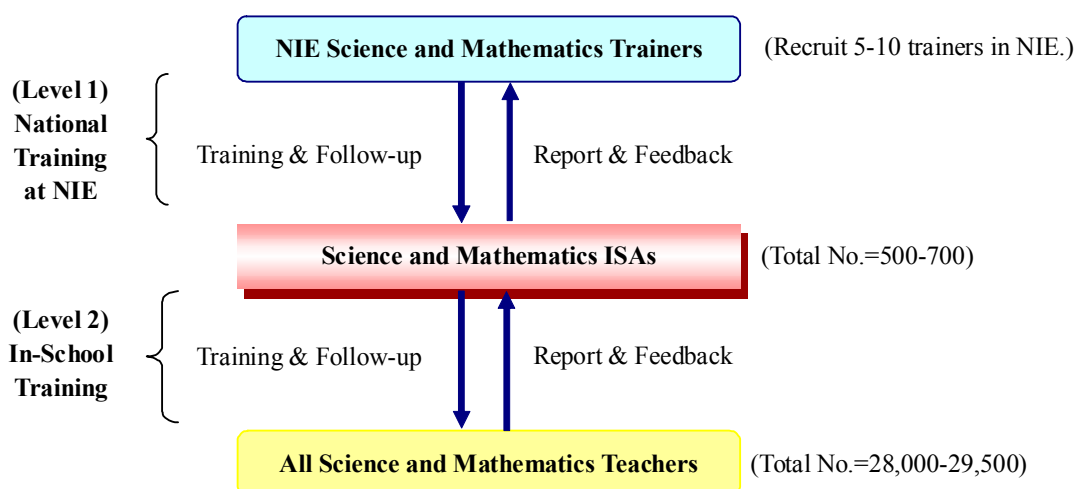 NIE Science and Mathematics Trainers
(Recruit 5-10 trainers in NIE.)
(Level 1)
National
Training
at NIE
Training & Follow-up
Report & Feedback
Science and Mathematics ISAs
(Total No.=500-700)
(Level 2)
In-School
Training
Training & Follow-up
Report & Feedback
All Science and Mathematics Teachers
(Total No.=28,000-29,500)